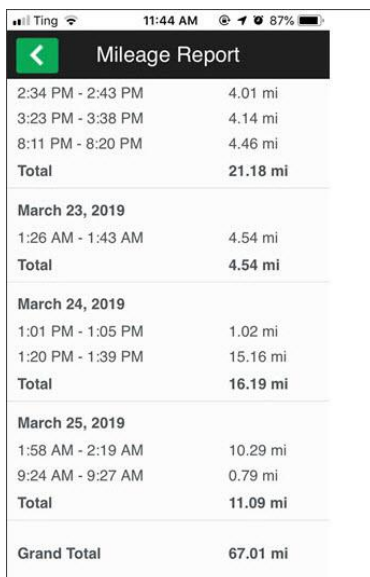 Ting 11:44 AM 87%
Mileage Report
2:34 PM - 2:43 PM 4.01 mi
3:23 PM - 3:38 PM 4.14 mi
8:11 PM - 8:20 PM 4.46 mi
Total 21.18 mi
March 23, 2019
1:26 AM - 1:43 AM 4.54 mi
Total 4.54 mi
March 24, 2019
1:01 PM - 1:05 PM 1.02 mi
1:20 PM - 1:39 PM 15.16 mi
Total 16.19 mi
March 25, 2019
1:58 AM - 2:19 AM 10.29 mi
9:24 AM - 9:27 AM 0.79 mi
Total 11.09 mi
Grand Total 67.01 mi